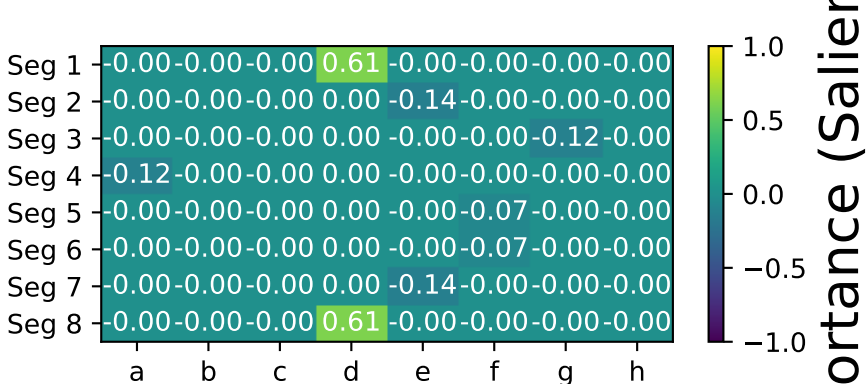 Seg 1 -0.00 -0.00 -0.00 0.61 -0.00 -0.00 -0.00 -0.00
Seg 2 -0.00 -0.00 -0.00 0.00 -0.14 -0.00 -0.00 -0.00
Seg 3 -0.00 -0.00 -0.00 0.00 -0.00 -0.00 -0.12 -0.00
Seg 4 -0.12 -0.00 -0.00 0.00 -0.00 -0.00 -0.00 -0.00
Seg 5 -0.00 -0.00 -0.00 0.00 -0.00 -0.07 -0.00 -0.00
Seg 6 -0.00 -0.00 -0.00 0.00 -0.00 -0.07 -0.00 -0.00
Seg 7 -0.00 -0.00 -0.00 0.00 -0.14 -0.00 -0.00 -0.00
Seg 8 -0.00 -0.00 -0.00 0.61 -0.00 -0.00 -0.00 -0.00
a b c d e f g h
1.0
0.5
0.0
−0.5
−1.0
ortance (Salien